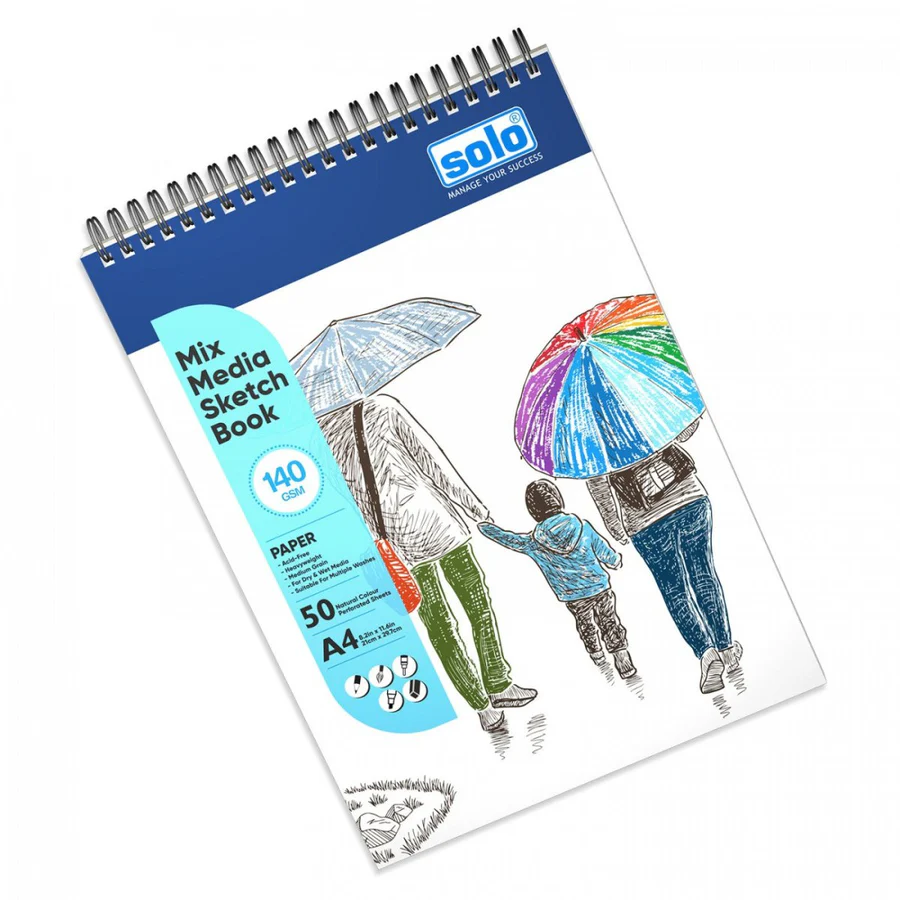 solo®
MANAGE YOUR SUCCESS
Mix
Media
Sketch
Book
140
GSM
PAPER
- Acid-Free
- Heavyweight
- Medium Grain
- For Dry & Wet Media
- Suitable For Multiple Washes
50 Natural Colour
Perforated Sheets
A4 8.2in x 11.6in
21cm x 29.7cm